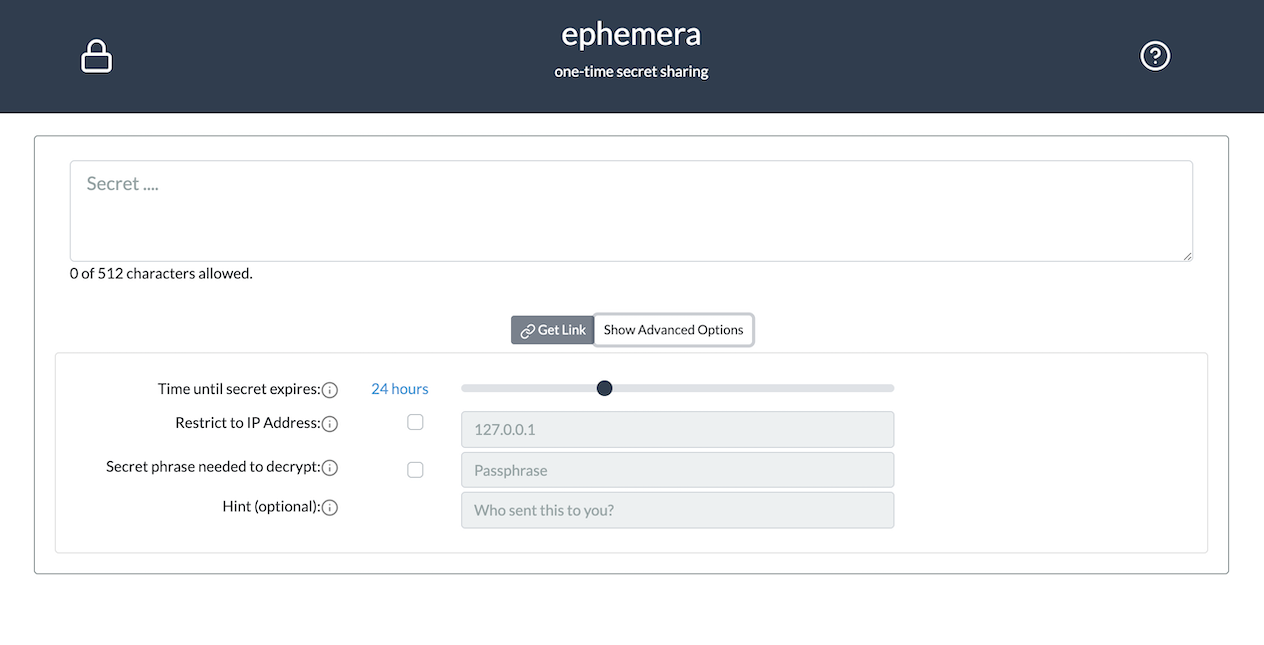 ephemera
one-time secret sharing
?
Secret ....
0 of 512 characters allowed.
Get Link Show Advanced Options
Time until secret expires: i 24 hours
Restrict to IP Address: i 127.0.0.1
Secret phrase needed to decrypt: i Passphrase
Hint (optional): i Who sent this to you?